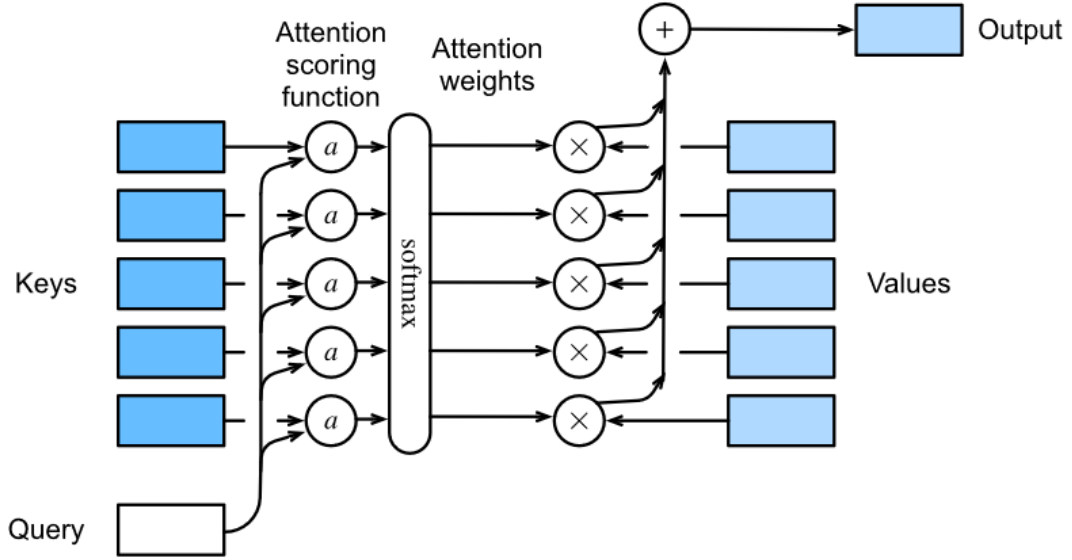 +
Output
Attention
scoring
function
Attention
weights
a
×
a
×
Keys
a
softmax
×
Values
a
×
a
×
Query